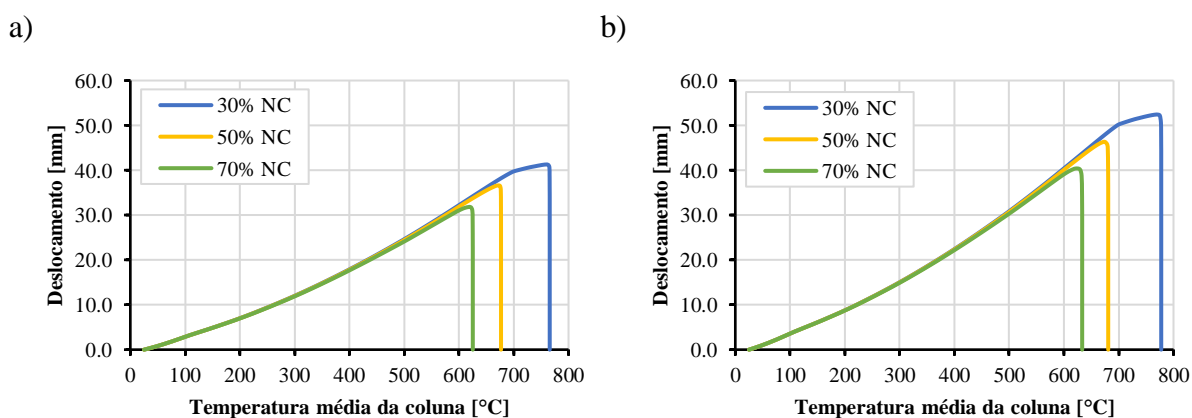 a)
60.0
50.0
40.0
30.0
20.0
10.0
0.0
Deslocamento [mm]
30% NC
50% NC
70% NC
0 100 200 300 400 500 600 700 800
Temperatura média da coluna [°C]
b)
60.0
50.0
40.0
30.0
20.0
10.0
0.0
Deslocamento [mm]
30% NC
50% NC
70% NC
0 100 200 300 400 500 600 700 800
Temperatura média da coluna [°C]